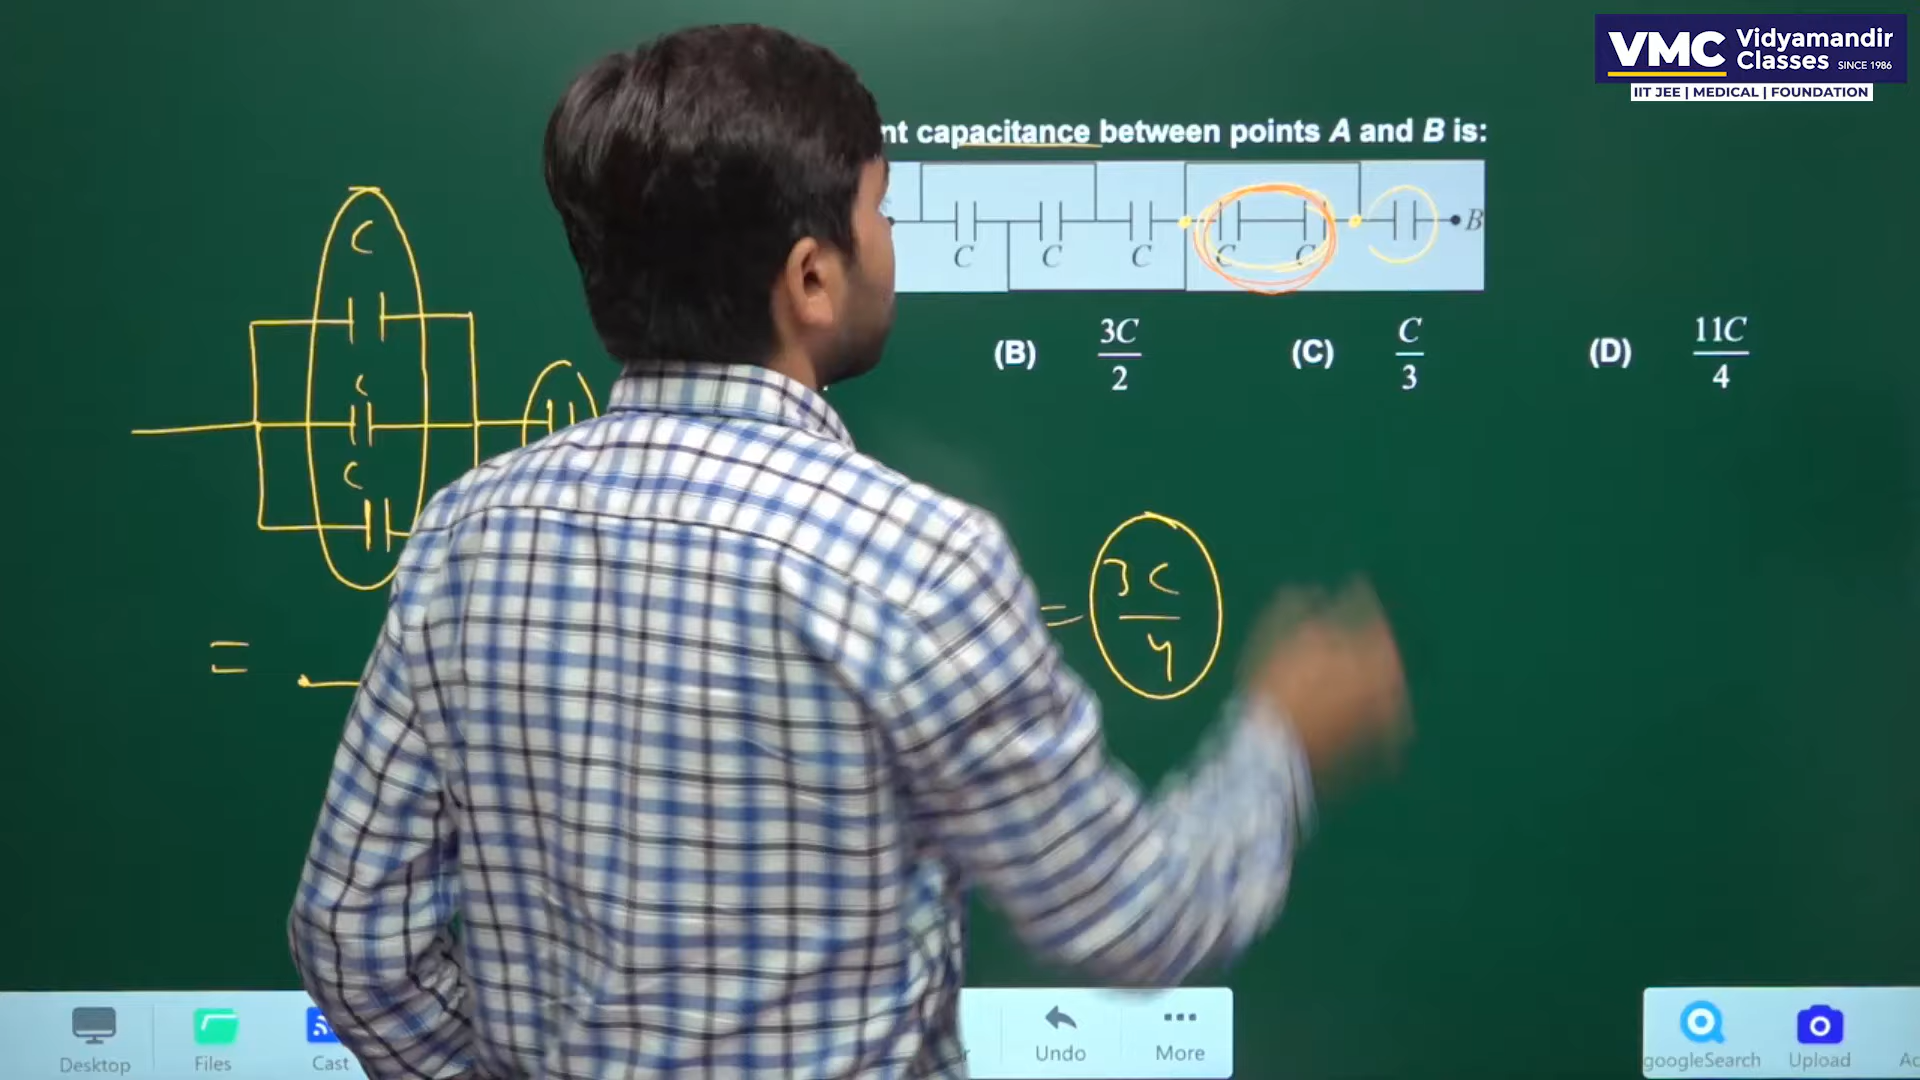 VMC Vidyamandir Classes SINCE 1986
IIT JEE | MEDICAL | FOUNDATION
nt capacitance between points A and B is:
C C C C C B
(B) 3C/2 (C) C/3 (D) 11C/4
C
C
C
=
= 3C/4
Desktop Files Cast Undo More googleSearch Upload